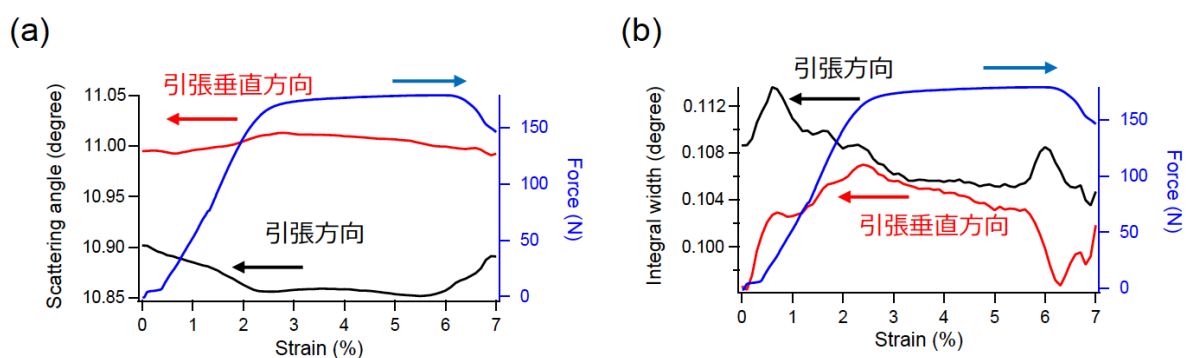 (a)
引張垂直方向
11.05
11.00
10.95
10.90
10.85
引張方向
Scattering angle (degree)
150
100
50
0
Force (N)
0 1 2 3 4 5 6 7
Strain (%)
(b)
引張方向
0.112
0.108
0.104
0.100
引張垂直方向
Integral width (degree)
150
100
50
0
Force (N)
0 1 2 3 4 5 6 7
Strain (%)